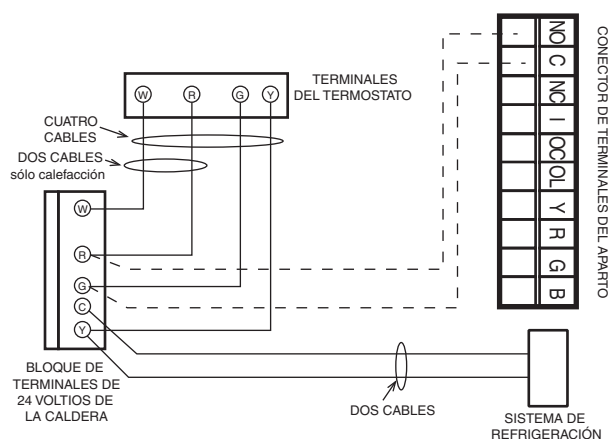 TERMINALES
DEL TERMOSTATO
W
R
G
Y
CUATRO
CABLES
DOS CABLES
sólo calefacción
W
R
G
C
Y
BLOQUE DE
TERMINALES DE
24 VOLTIOS DE
LA CALDERA
DOS CABLES
SISTEMA DE
REFRIGERACIÓN
NO
C
NC
I
OC
OL
Y
R
G
B
CONECTOR DE TERMINALES DEL APARTO